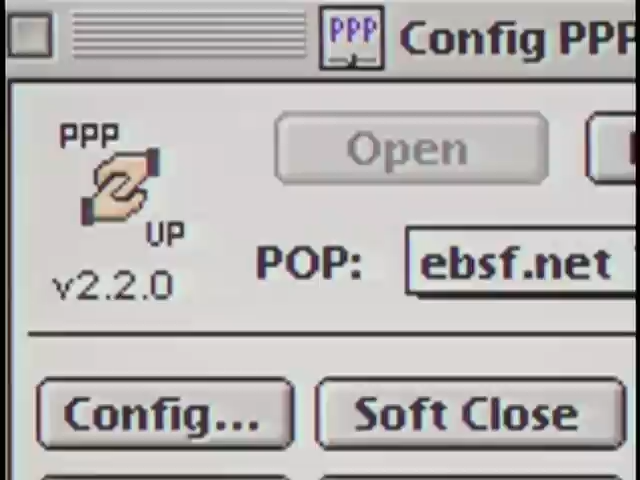 PPP Config PPP
PPP
UP
v2.2.0
Open
POP: ebsf.net
Config... Soft Close